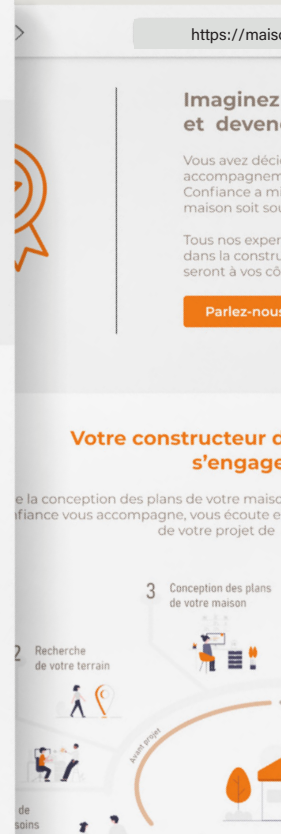 https://maiso
Imaginez
et deven
Vous avez déci
accompagnem
Confiance a mi
maison soit sou
Tous nos exper
dans la constru
seront à vos cô
Parlez-nous
Votre constructeur d
s'engage
e la conception des plans de votre maiso
fiance vous accompagne, vous écoute e
de votre projet de
3 Conception des plans
de votre maison
2 Recherche
de votre terrain
Avant projet
de
soins